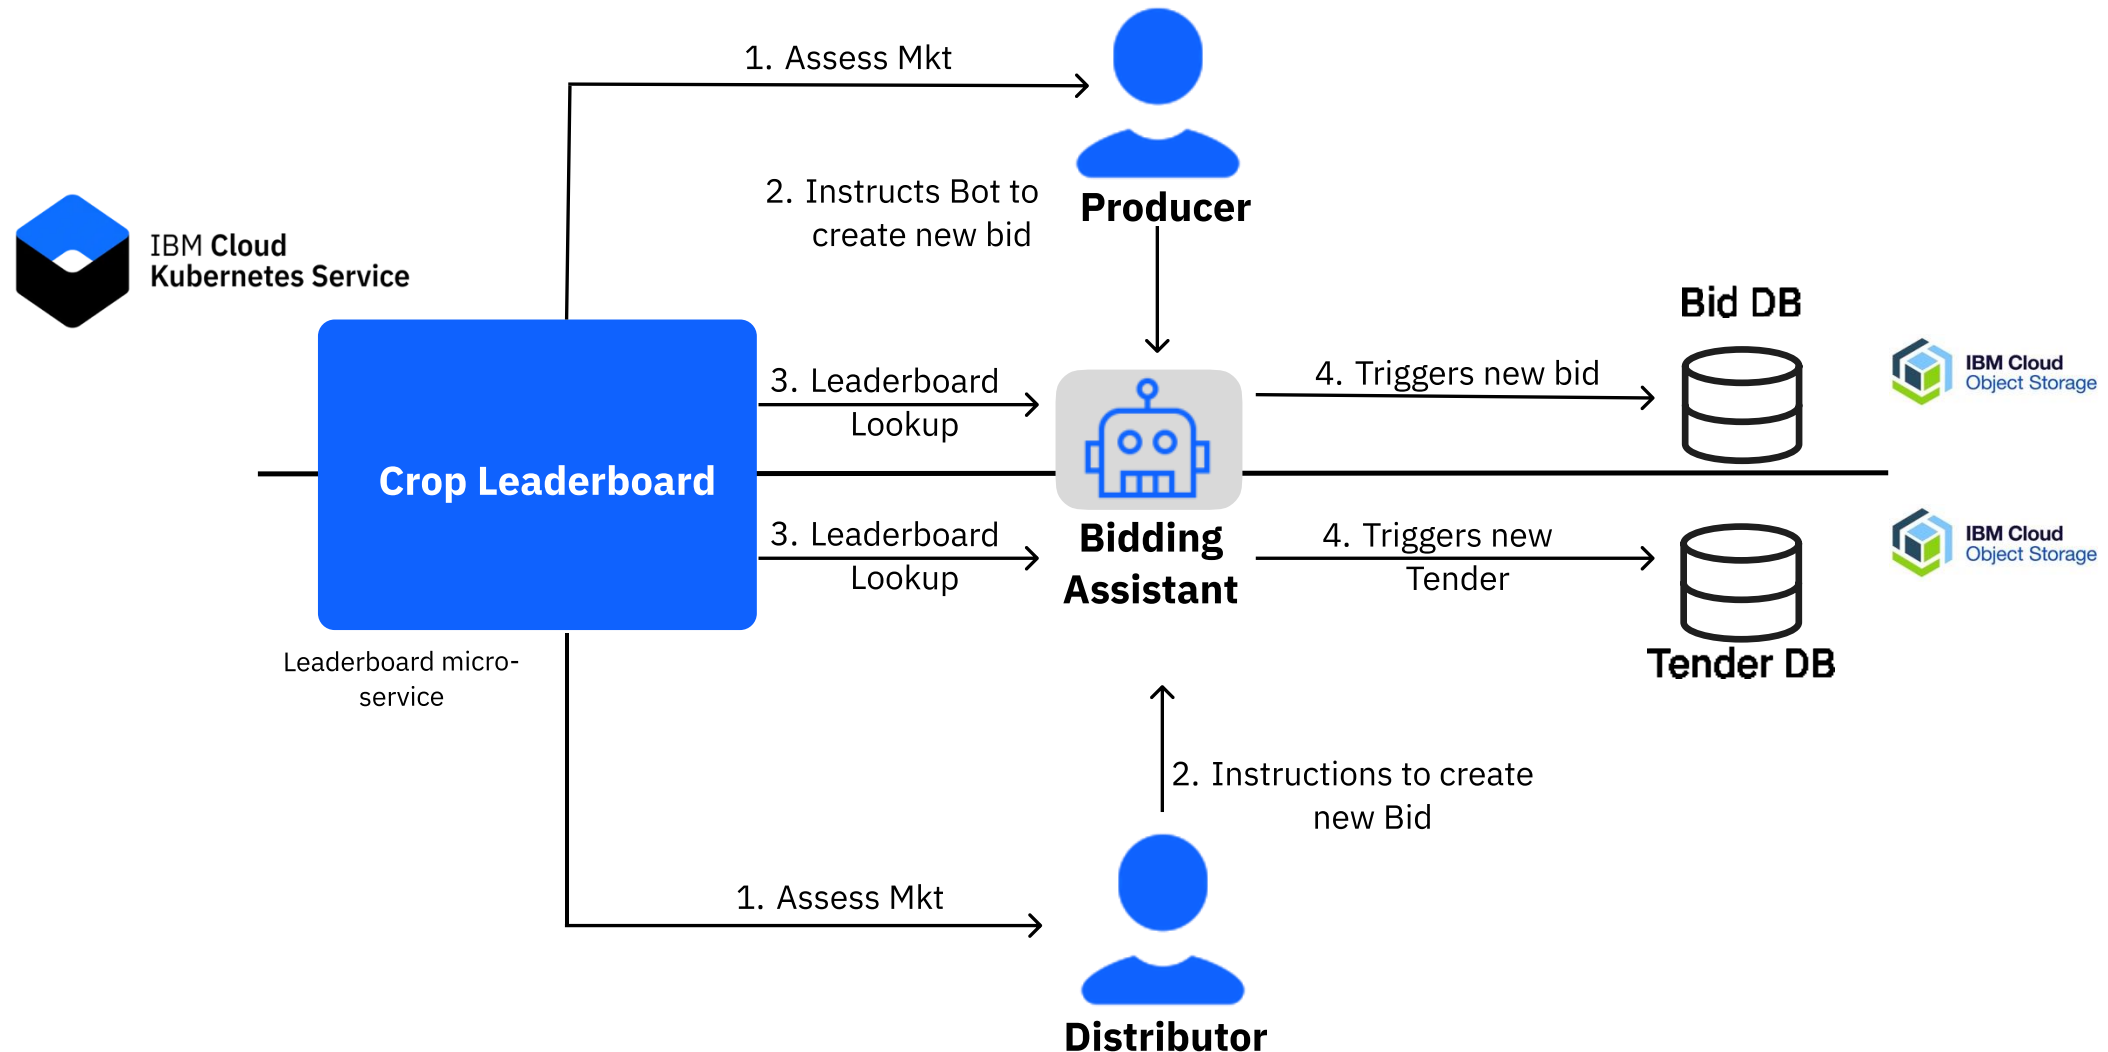 1. Assess Mkt
2. Instructs Bot to
create new bid
Producer
IBM Cloud
Kubernetes Service
Bid DB
3. Leaderboard
Lookup
4. Triggers new bid
IBM Cloud
Object Storage
Crop Leaderboard
3. Leaderboard
Lookup
Bidding
Assistant
4. Triggers new
Tender
IBM Cloud
Object Storage
Tender DB
Leaderboard micro-
service
2. Instructions to create
new Bid
1. Assess Mkt
Distributor